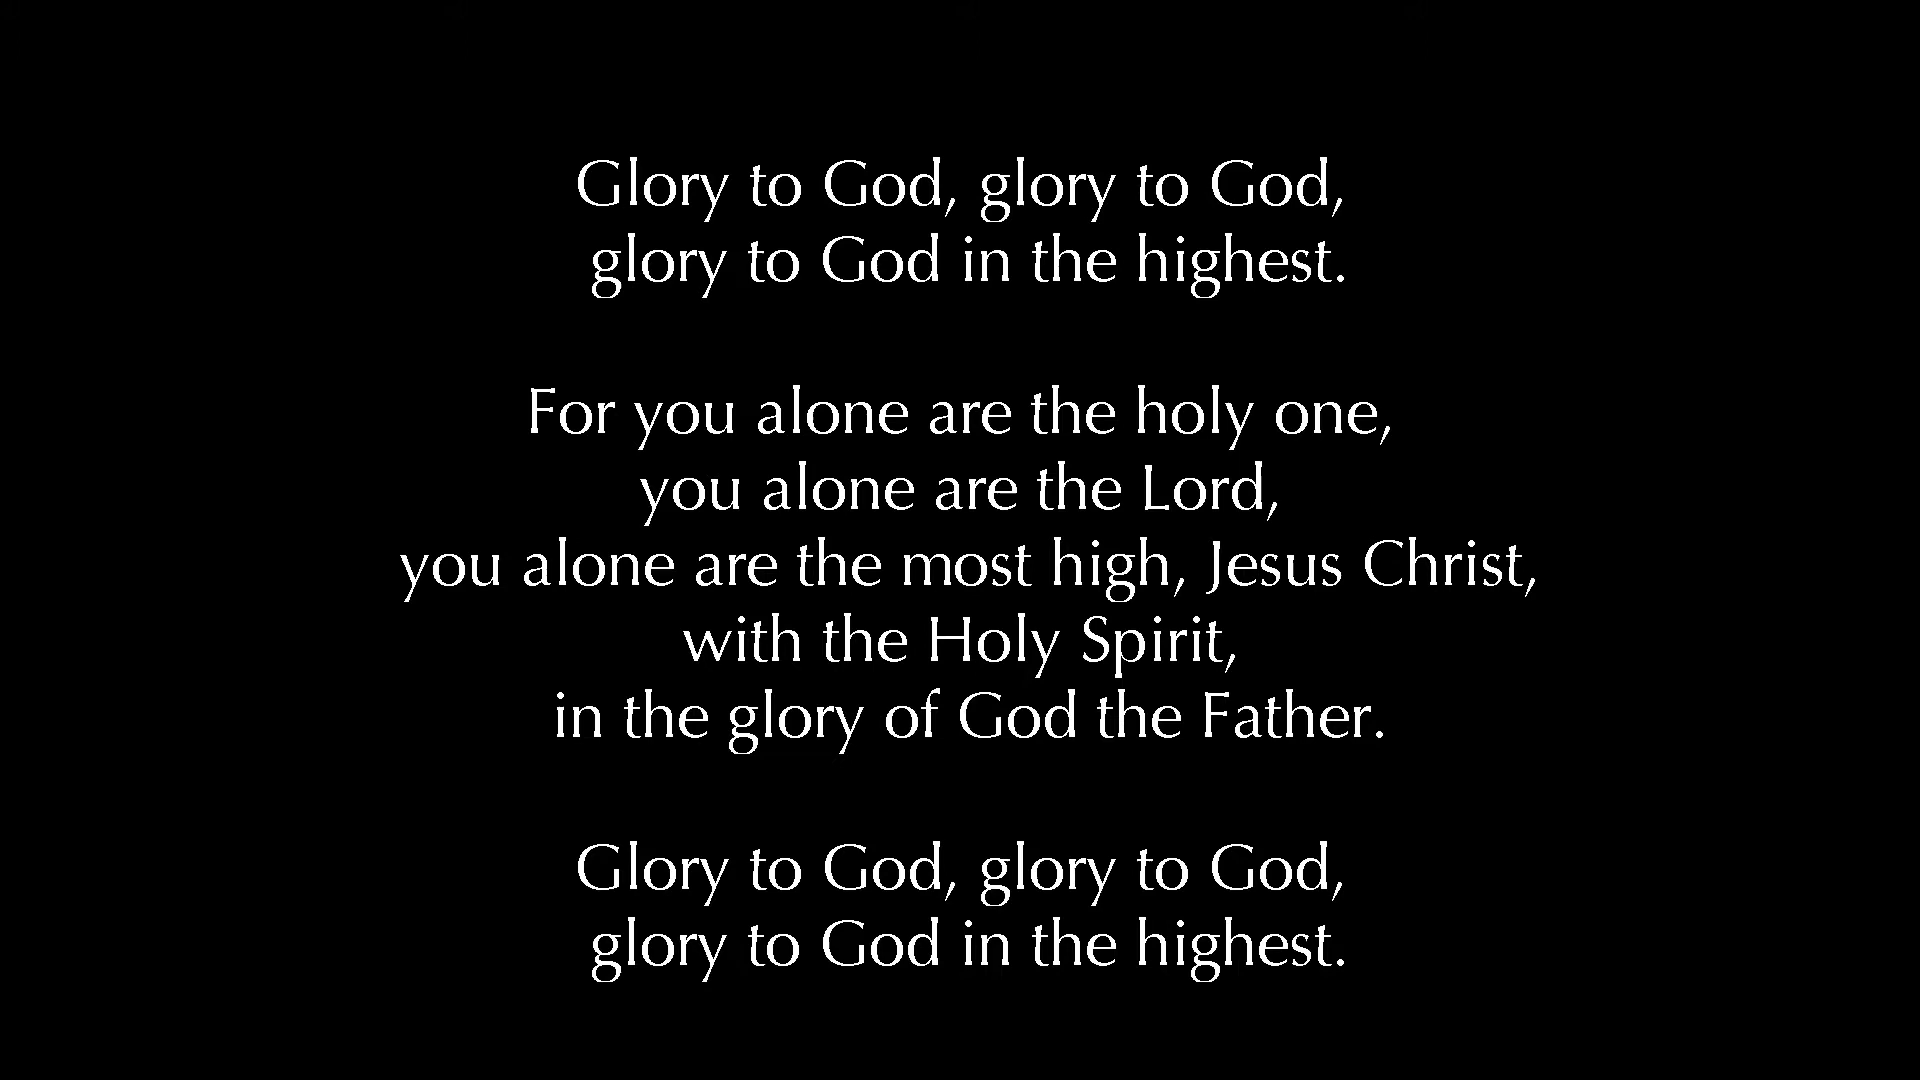 Glory to God, glory to God,
glory to God in the highest.
For you alone are the holy one,
you alone are the Lord,
you alone are the most high, Jesus Christ,
with the Holy Spirit,
in the glory of God the Father.
Glory to God, glory to God,
glory to God in the highest.